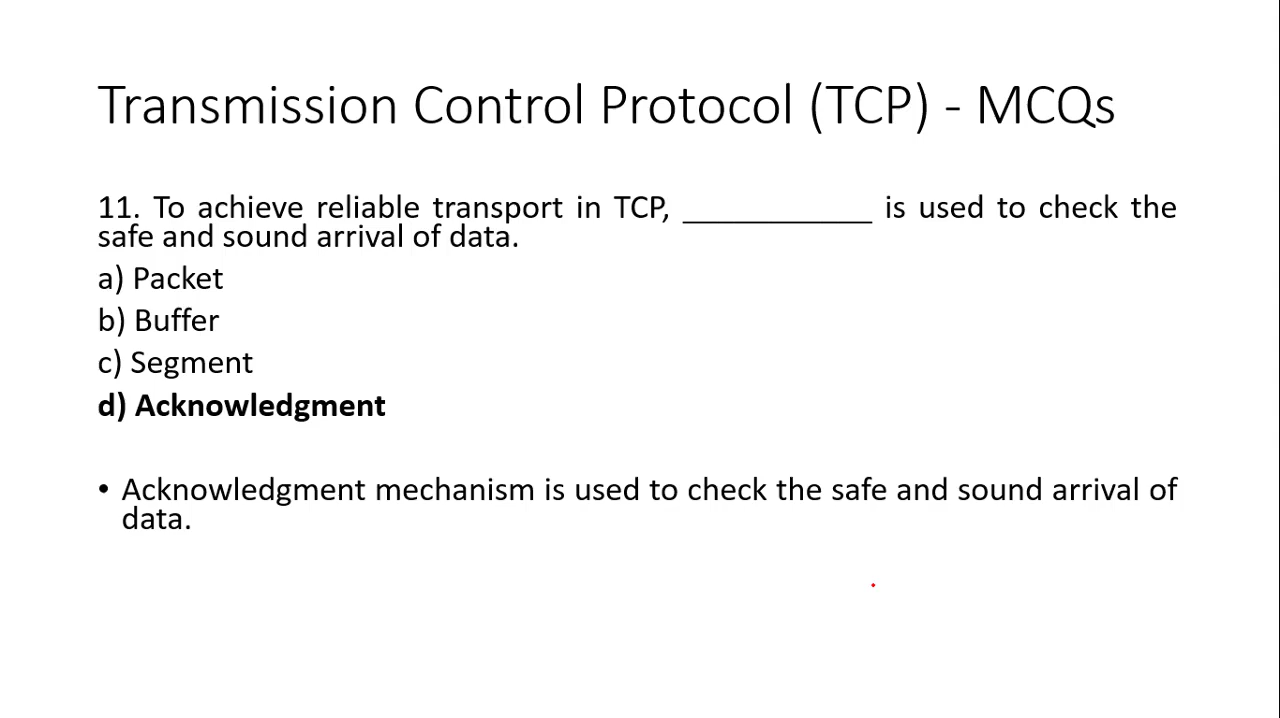 Transmission Control Protocol (TCP) - MCQs
11. To achieve reliable transport in TCP, ____________ is used to check the
safe and sound arrival of data.
a) Packet
b) Buffer
c) Segment
d) Acknowledgment
• Acknowledgment mechanism is used to check the safe and sound arrival of
data.